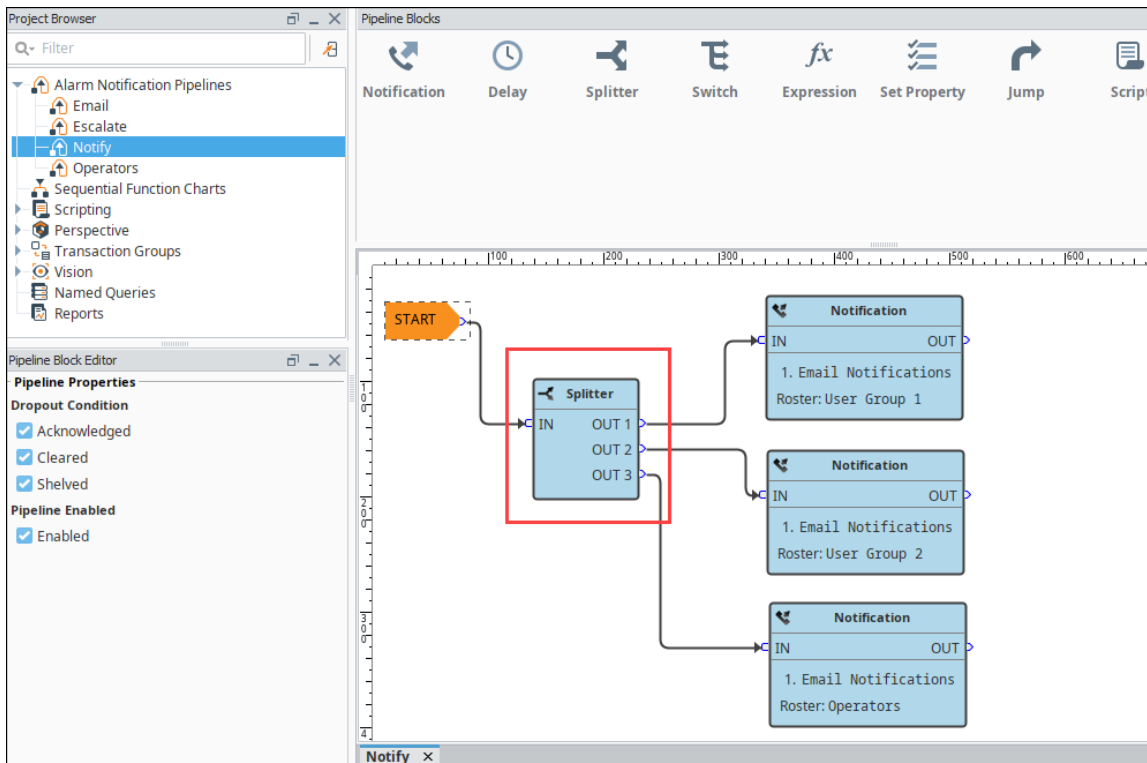 Project Browser
Filter
Alarm Notification Pipelines
Email
Escalate
Notify
Operators
Sequential Function Charts
Scripting
Perspective
Transaction Groups
Vision
Named Queries
Reports
Pipeline Block Editor
Pipeline Properties
Dropout Condition
Acknowledged
Cleared
Shelved
Pipeline Enabled
Enabled
Pipeline Blocks
fx
Notification Delay Splitter Switch Expression Set Property Jump Script
100 200 300 400 500 600
100
200
300
4
START
Splitter
IN OUT 1
OUT 2
OUT 3
Notification
IN OUT
1. Email Notifications
Roster: User Group 1
Notification
IN OUT
1. Email Notifications
Roster: User Group 2
Notification
IN OUT
1. Email Notifications
Roster: Operators
Notify